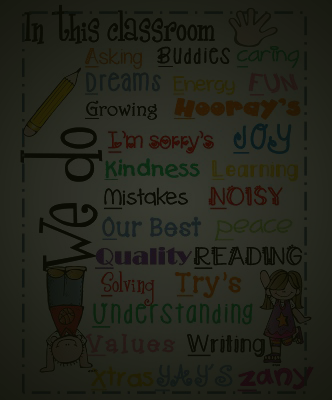 In this classroom
We do
Asking Buddies caring
Dreams Energy FUN
Growing Hooray's
I'm sorry's JOY
Kindness Learning
Mistakes NOISY
Our Best peace
Quality READING
Solving Try's
Understanding
Values Writing
Xtras YAY'S zany